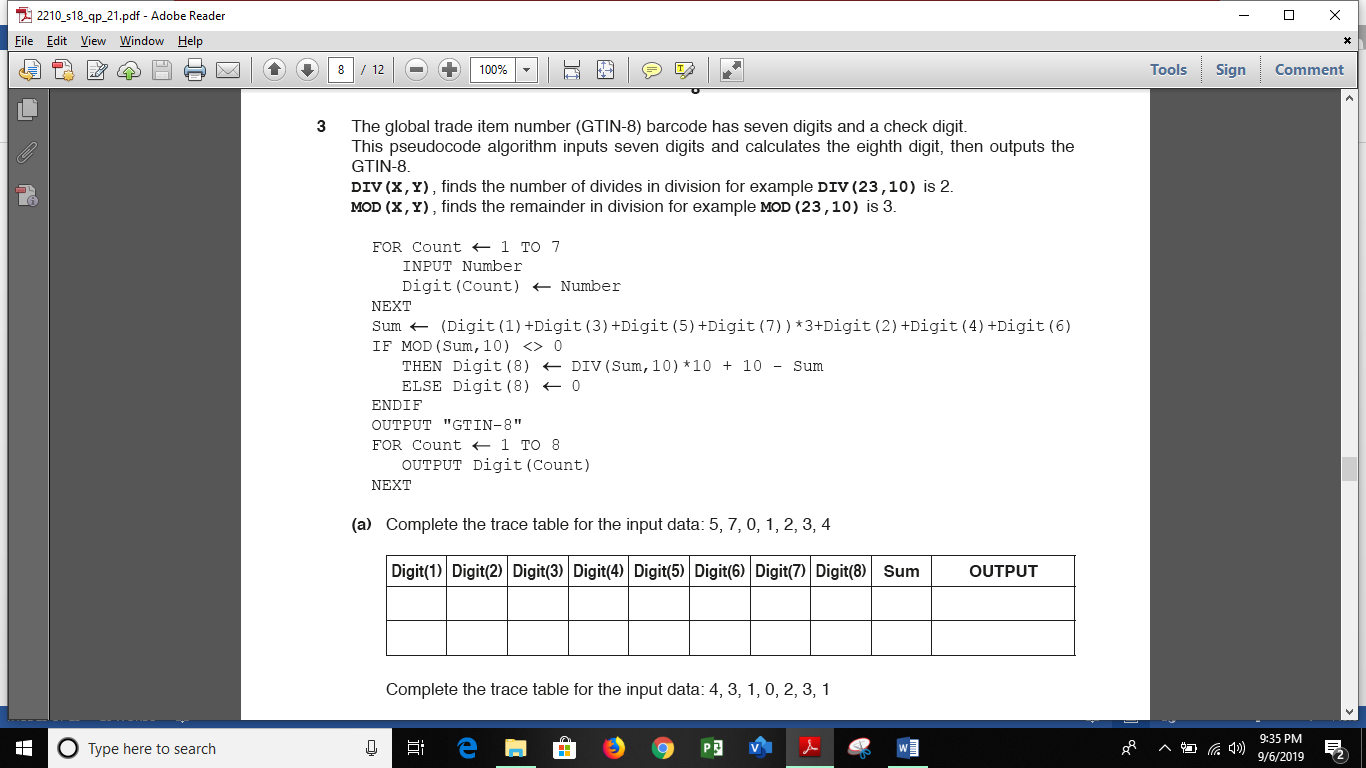 2210_s18_qp_21.pdf - Adobe Reader
File Edit View Window Help
8 / 12 100% Tools Sign Comment
3 The global trade item number (GTIN-8) barcode has seven digits and a check digit.
This pseudocode algorithm inputs seven digits and calculates the eighth digit, then outputs the
GTIN-8.
DIV(X,Y), finds the number of divides in division for example DIV(23,10) is 2.
MOD(X,Y), finds the remainder in division for example MOD(23,10) is 3.
FOR Count ← 1 TO 7
INPUT Number
Digit(Count) ← Number
NEXT
Sum ← (Digit(1)+Digit(3)+Digit(5)+Digit(7))*3+Digit(2)+Digit(4)+Digit(6)
IF MOD(Sum,10) <> 0
THEN Digit(8) ← DIV(Sum,10)*10 + 10 - Sum
ELSE Digit(8) ← 0
ENDIF
OUTPUT "GTIN-8"
FOR Count ← 1 TO 8
OUTPUT Digit(Count)
NEXT
(a) Complete the trace table for the input data: 5, 7, 0, 1, 2, 3, 4
Digit(1) Digit(2) Digit(3) Digit(4) Digit(5) Digit(6) Digit(7) Digit(8) Sum OUTPUT
Complete the trace table for the input data: 4, 3, 1, 0, 2, 3, 1
Type here to search
9:35 PM
9/6/2019
2